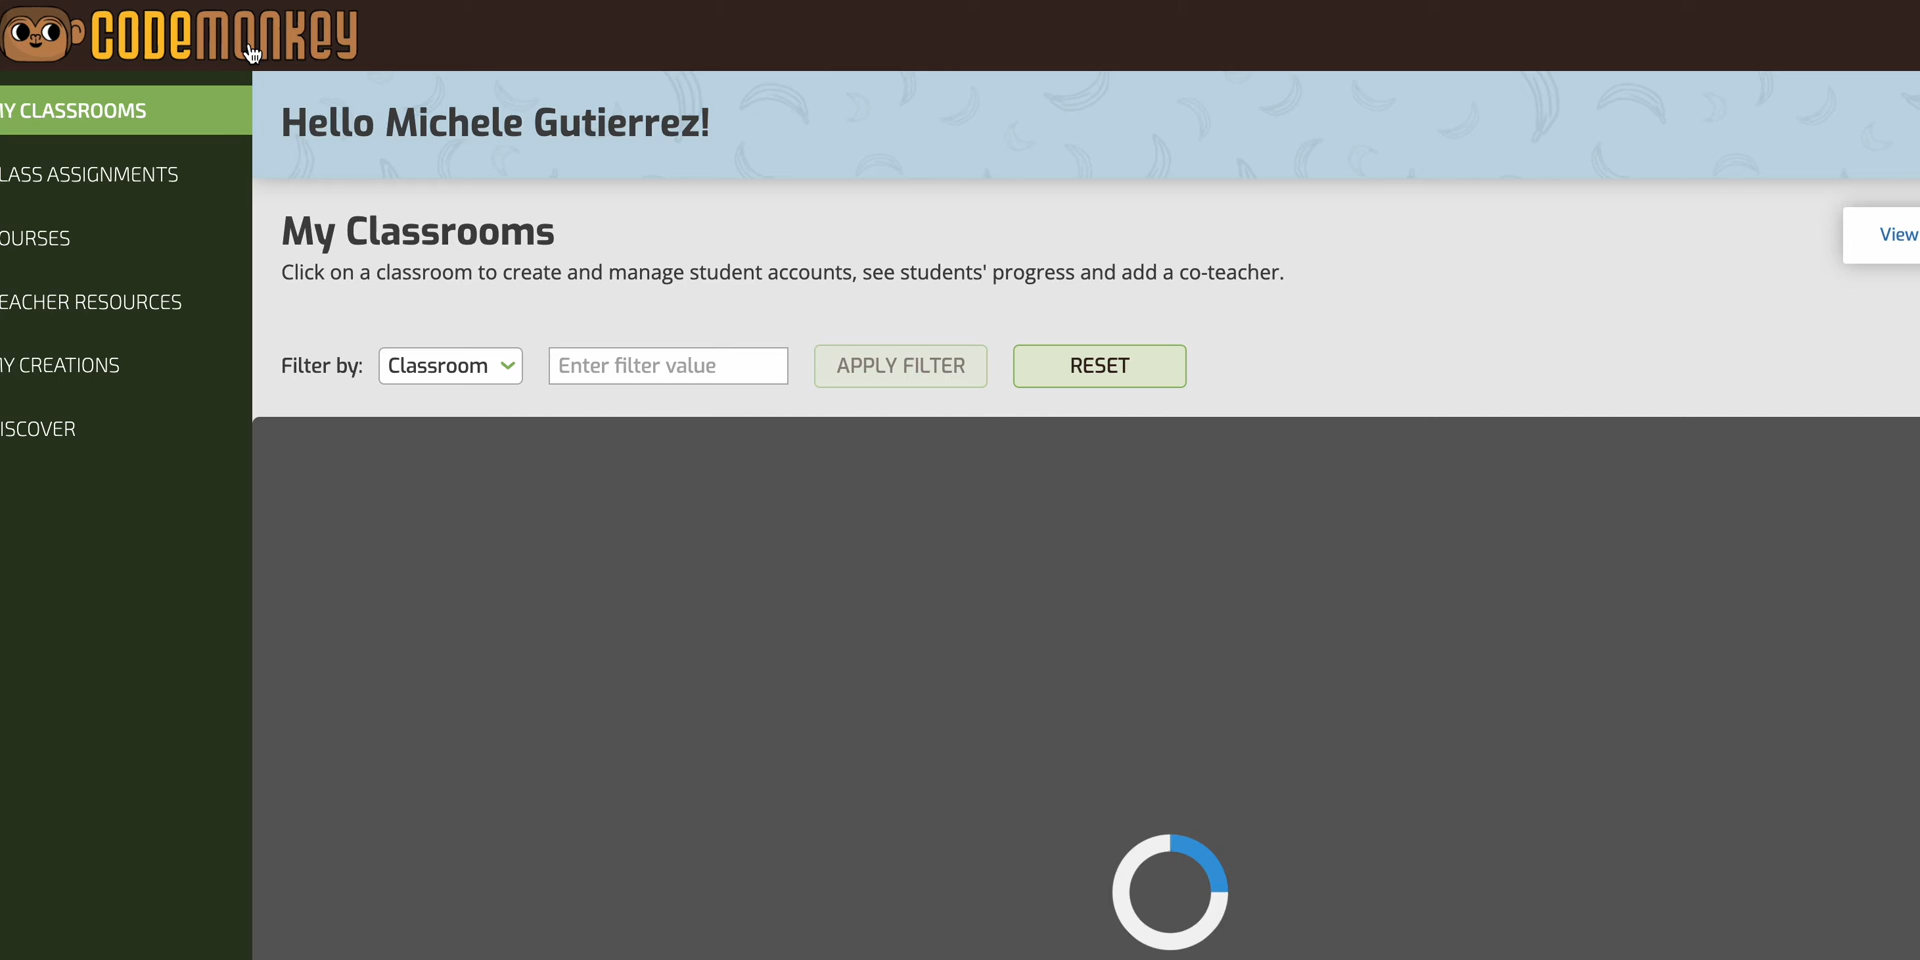 CODEMONKEY
Hello Michele Gutierrez!
MY CLASSROOMS
LASS ASSIGNMENTS
OURSES
EACHER RESOURCES
MY CREATIONS
ISCOVER
My Classrooms
View
Click on a classroom to create and manage student accounts, see students' progress and add a co-teacher.
Filter by: Classroom Enter filter value APPLY FILTER RESET